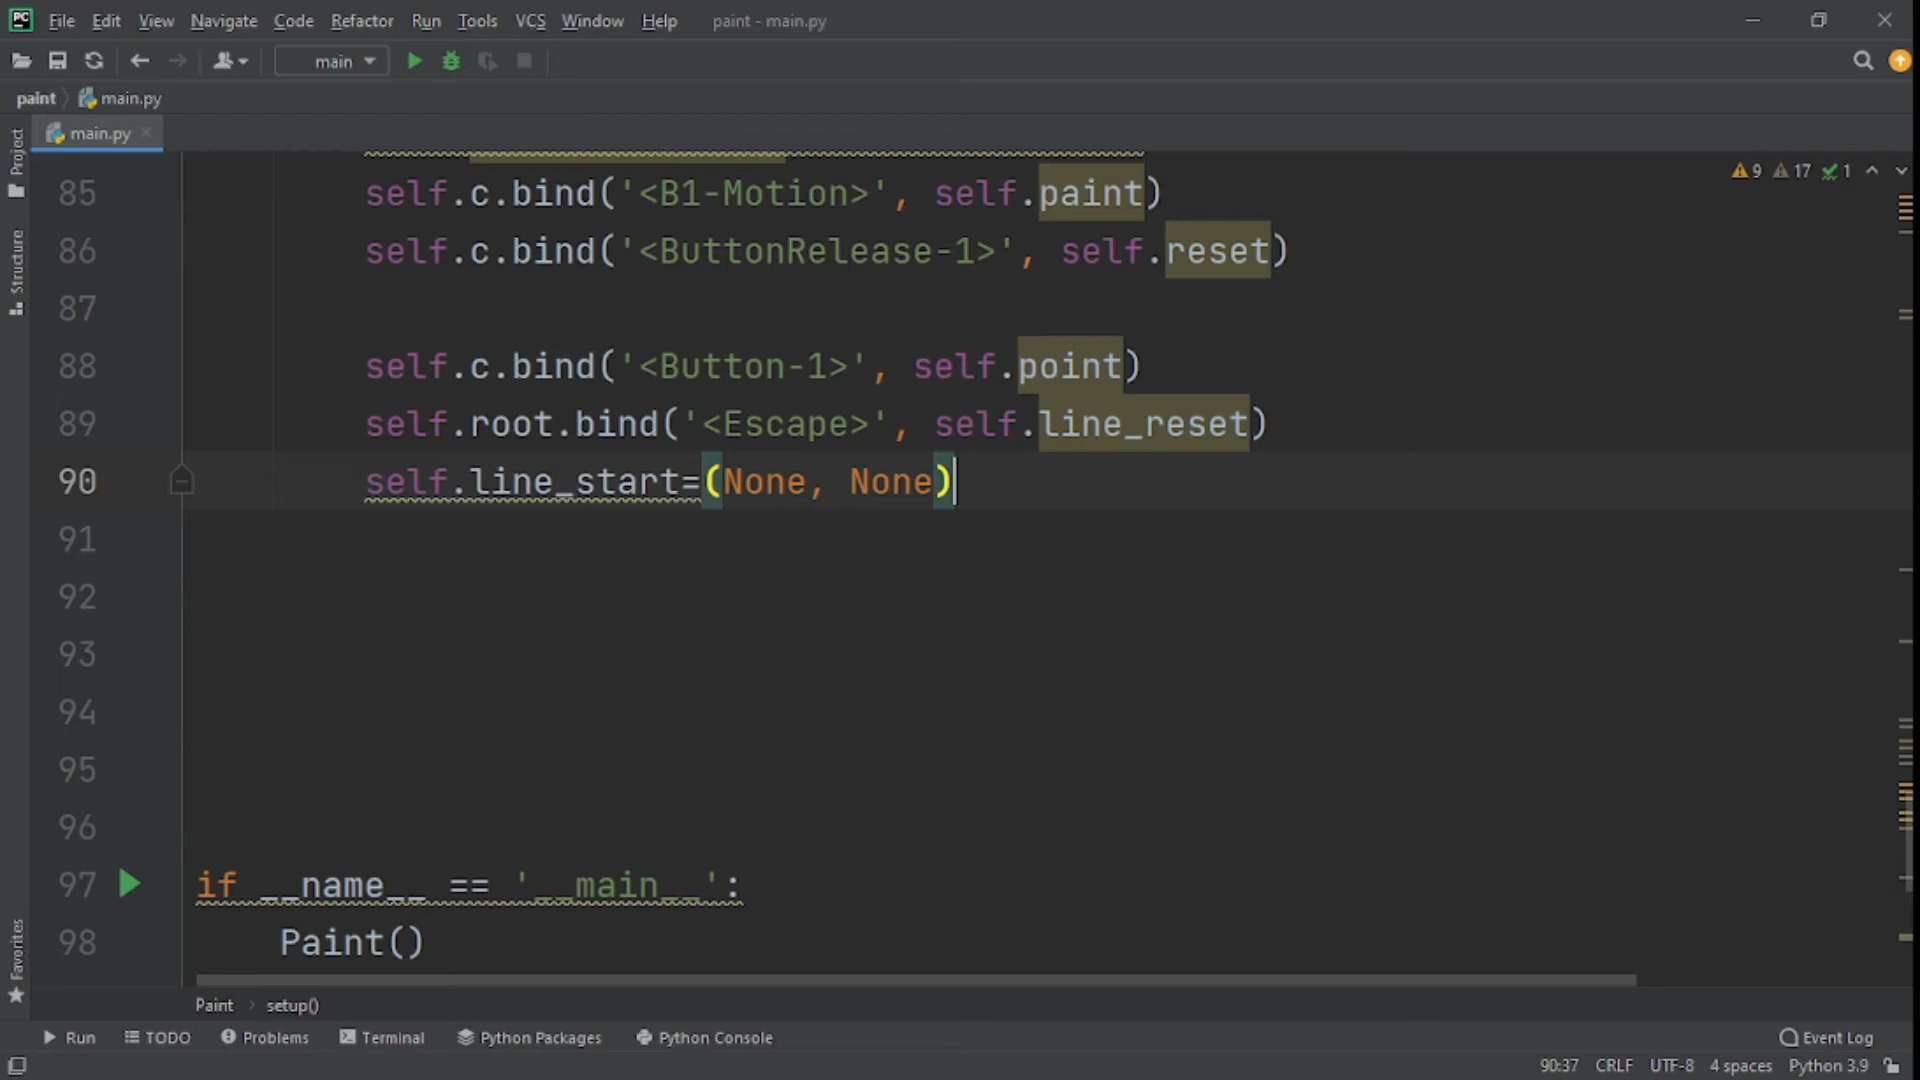 PC File Edit View Navigate Code Refactor Run Tools VCS Window Help paint - main.py
main
paint main.py
main.py
Project
Structure
Favorites
9 17 1
85 self.c.bind('<B1-Motion>', self.paint)
86 self.c.bind('<ButtonRelease-1>', self.reset)
87
88 self.c.bind('<Button-1>', self.point)
89 self.root.bind('<Escape>', self.line_reset)
90 self.line_start=(None, None)
91
92
93
94
95
96
97 if __name__ == '__main__':
98 Paint()
Paint setup()
Run TODO Problems Terminal Python Packages Python Console Event Log
90:37 CRLF UTF-8 4 spaces Python 3.9